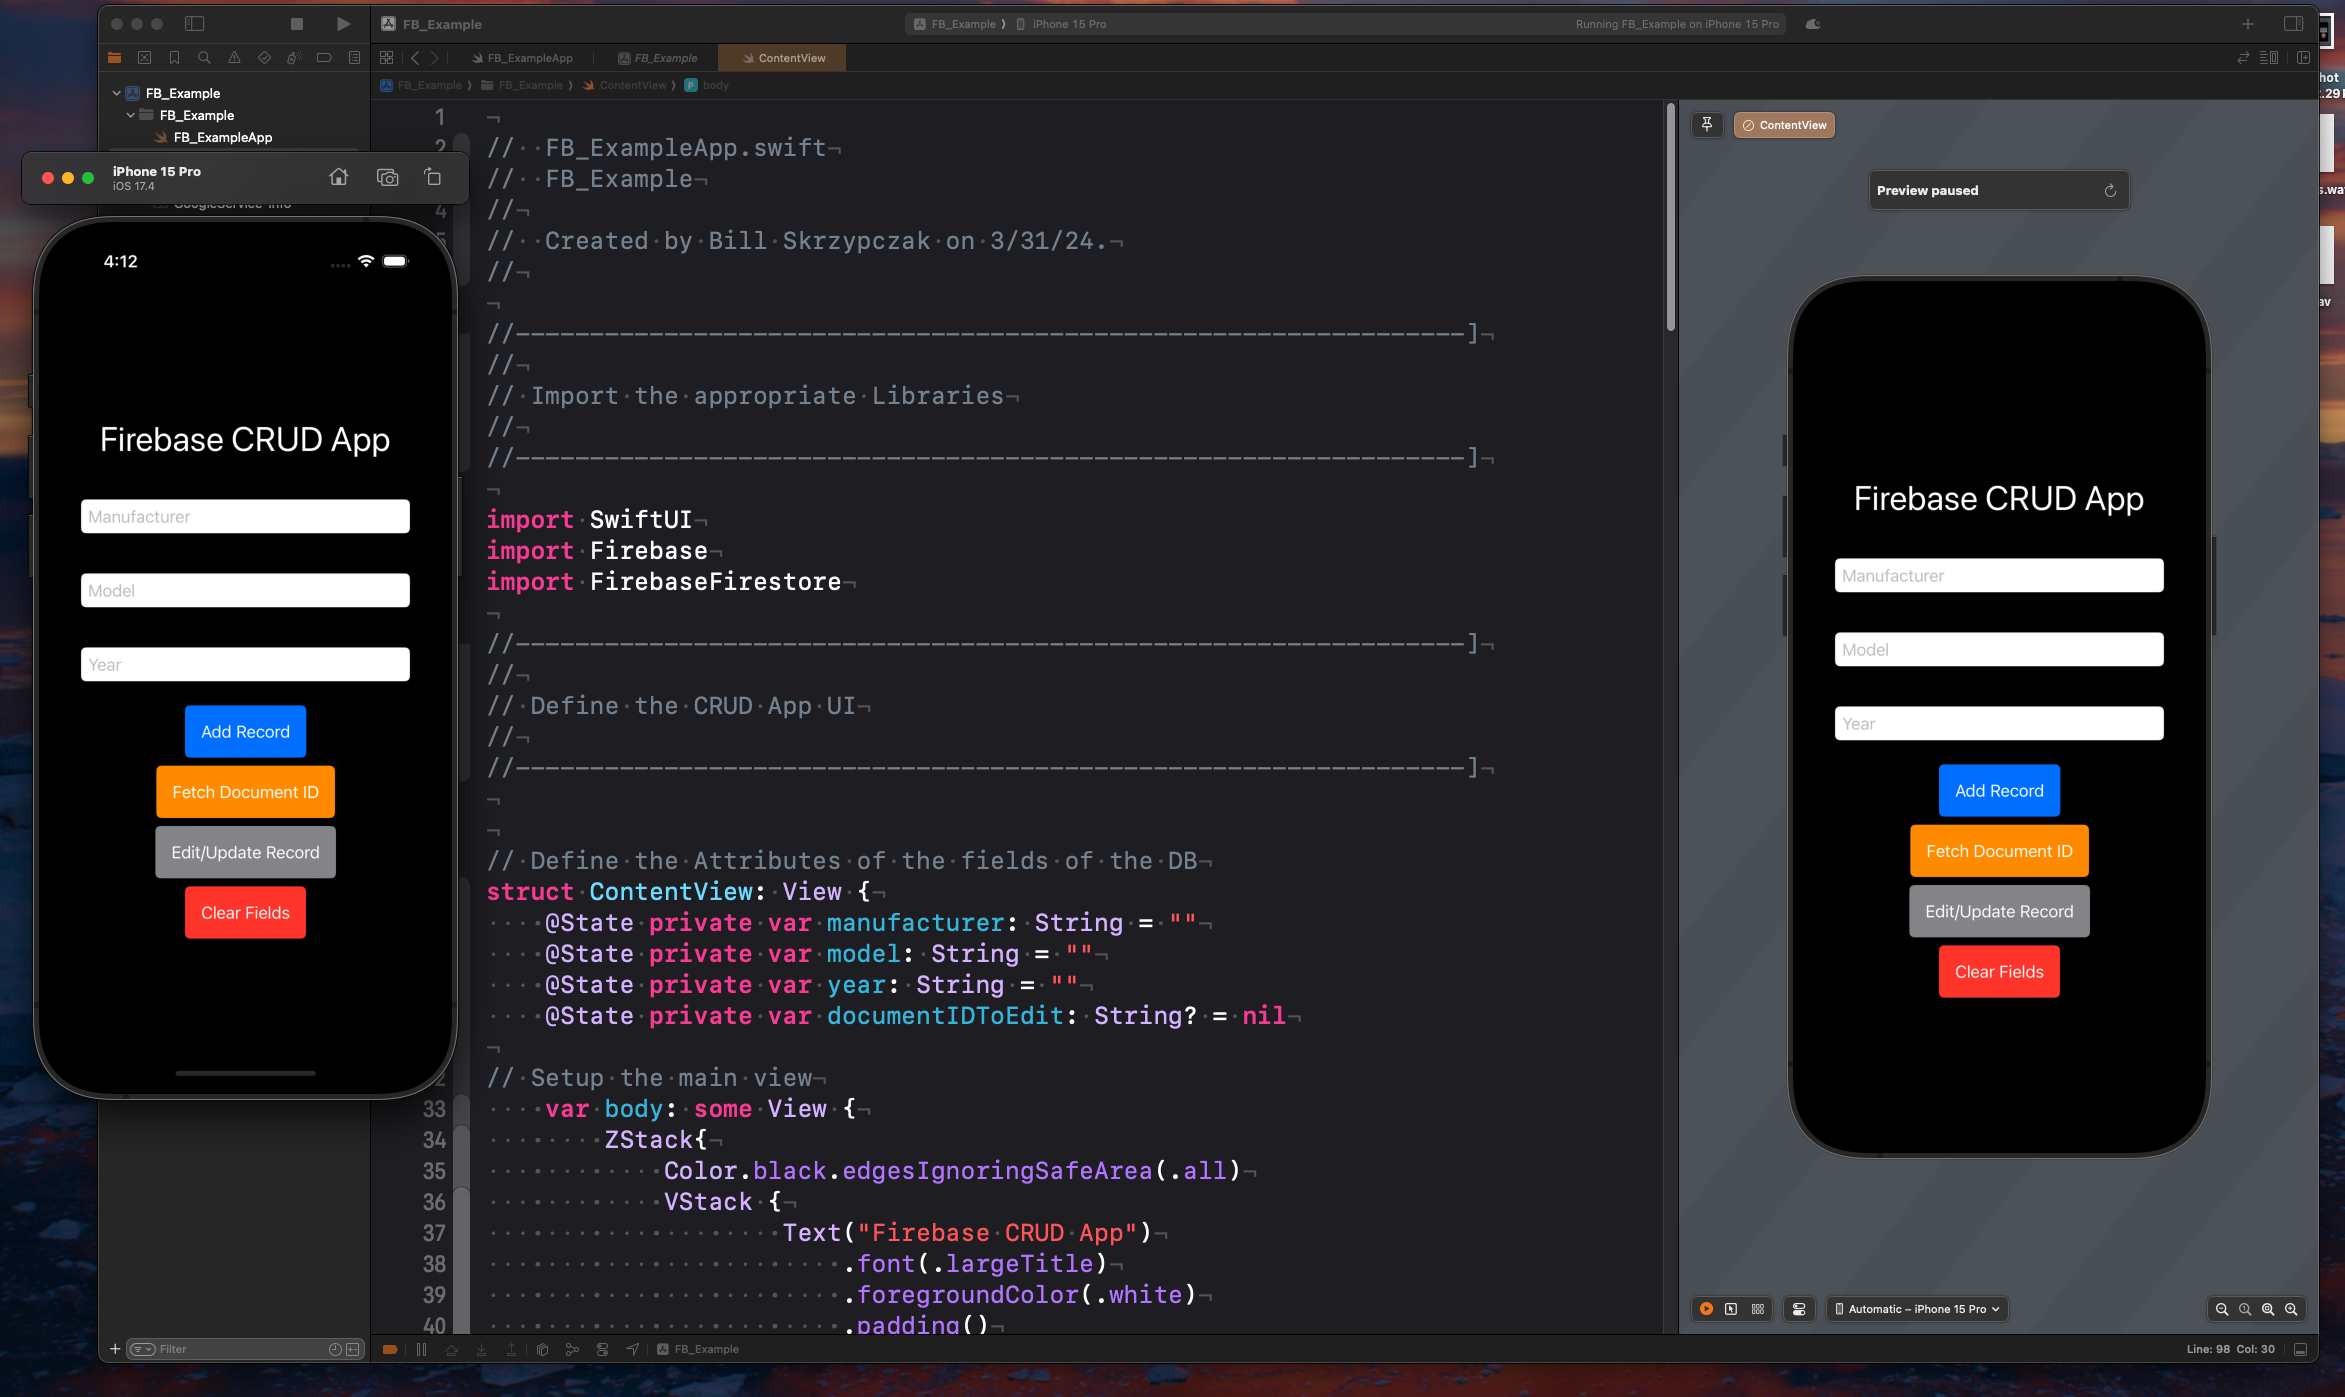 FB_Example
FB_Example ⟩ iPhone 15 Pro
Running FB_Example on iPhone 15 Pro
FB_ExampleApp
FB_Example
ContentView
FB_Example ⟩ FB_Example ⟩ ContentView ⟩ P body
FB_Example
FB_Example
FB_ExampleApp
iPhone 15 Pro
iOS 17.4
4:12
Firebase CRUD App
Manufacturer
Model
Year
Add Record
Fetch Document ID
Edit/Update Record
Clear Fields
Filter
1
2 //  FB_ExampleApp.swift
//  FB_Example
4 //
//  Created by Bill Skrzypczak on 3/31/24.
//
//----------------------------------------------------------------]
//
// Import the appropriate Libraries
//
//----------------------------------------------------------------]
import SwiftUI
import Firebase
import FirebaseFirestore
//----------------------------------------------------------------]
//
// Define the CRUD App UI
//
//----------------------------------------------------------------]
// Define the Attributes of the fields of the DB
struct ContentView: View {
@State private var manufacturer: String = ""
@State private var model: String = ""
@State private var year: String = ""
@State private var documentIDToEdit: String? = nil
// Setup the main view
33 var body: some View {
34 ZStack{
35 Color.black.edgesIgnoringSafeArea(.all)
36 VStack {
37 Text("Firebase CRUD App")
38 .font(.largeTitle)
39 .foregroundColor(.white)
40 .padding()
FB_Example
ContentView
Preview paused
Firebase CRUD App
Manufacturer
Model
Year
Add Record
Fetch Document ID
Edit/Update Record
Clear Fields
Automatic – iPhone 15 Pro
Line: 98 Col: 30